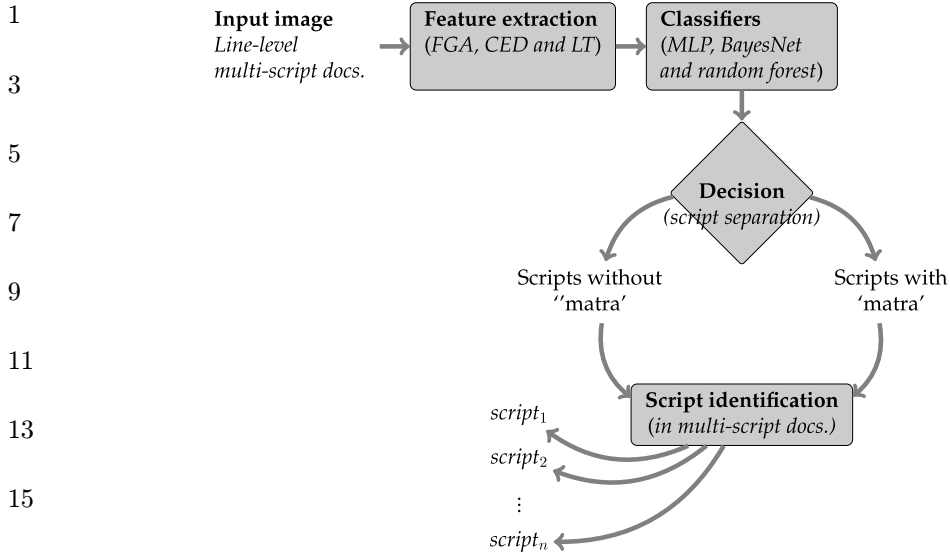 1
Input image
Line-level
multi-script docs.
Feature extraction
(FGA, CED and LT)
Classifiers
(MLP, BayesNet
and random forest)
3
5
Decision
(script separation)
7
Scripts without
‘’matra’
Scripts with
‘matra’
9
11
Script identification
(in multi-script docs.)
script₁
13
script₂
⋮
15
scriptₙ